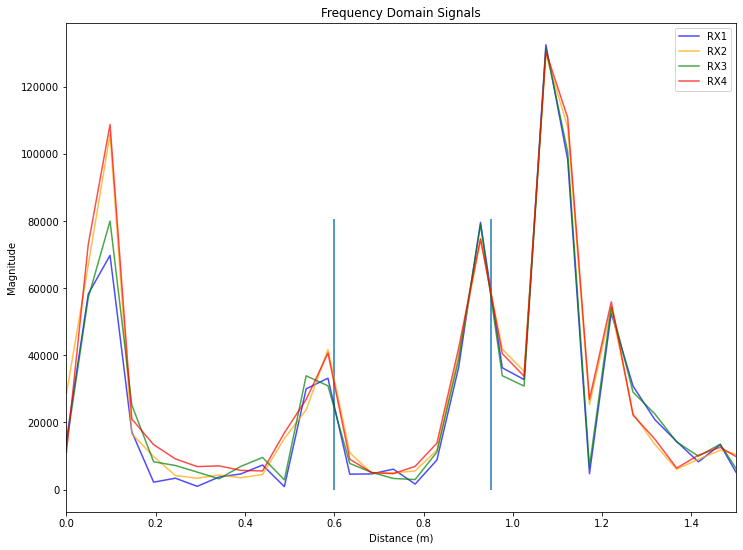 Frequency Domain Signals
RX1
RX2
RX3
RX4
Magnitude
120000
100000
80000
60000
40000
20000
0
0.0 0.2 0.4 0.6 0.8 1.0 1.2 1.4
Distance (m)